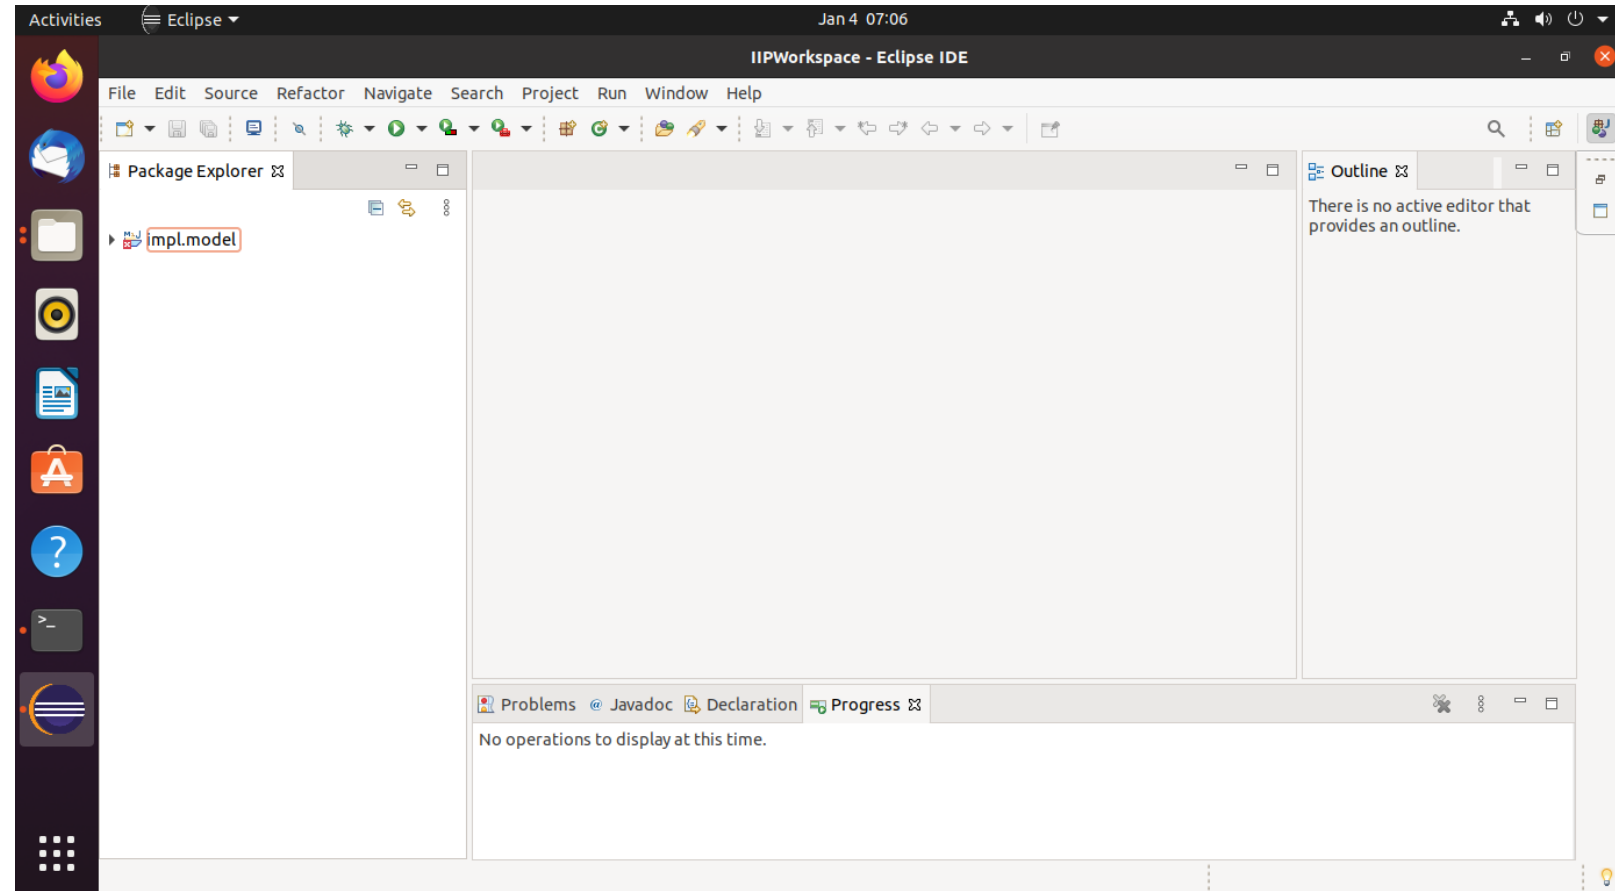 Activities Eclipse Jan 4 07:06
IIPWorkspace - Eclipse IDE
File Edit Source Refactor Navigate Search Project Run Window Help
Package Explorer Outline
There is no active editor that
provides an outline.
impl.model
Problems @ Javadoc Declaration Progress
No operations to display at this time.